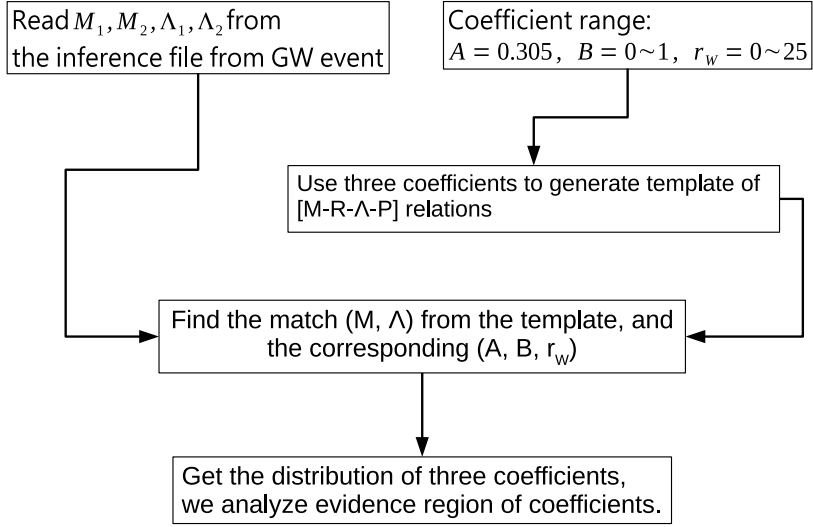 Read M₁, M₂, Λ₁, Λ₂ from
the inference file from GW event
Coefficient range:
A = 0.305, B = 0~1, r_W = 0~25
Use three coefficients to generate template of
[M-R-Λ-P] relations
Find the match (M, Λ) from the template, and
the corresponding (A, B, r_W)
Get the distribution of three coefficients,
we analyze evidence region of coefficients.